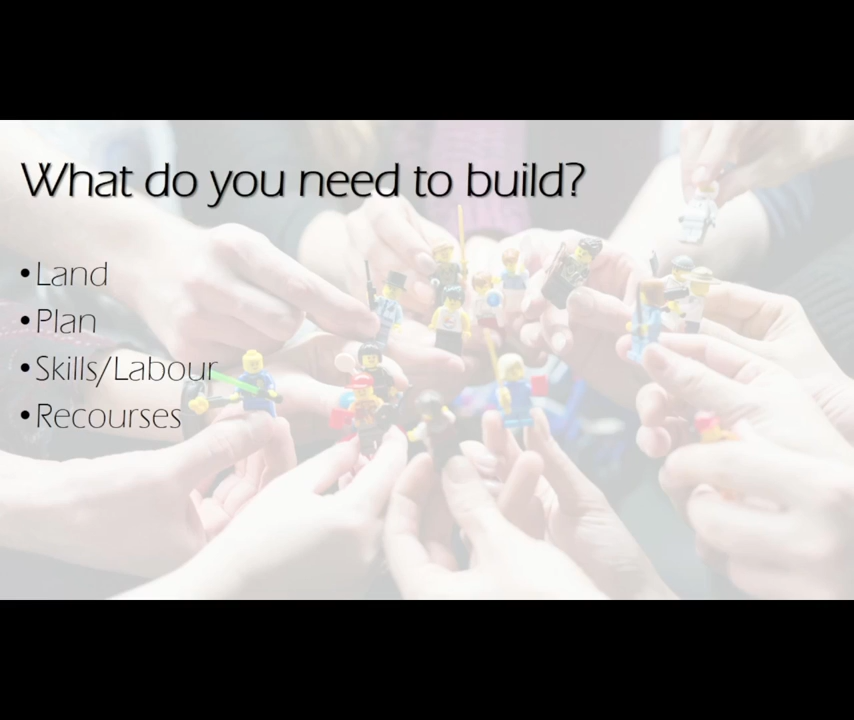 What do you need to build?
•Land
•Plan
•Skills/Labour
•Recourses